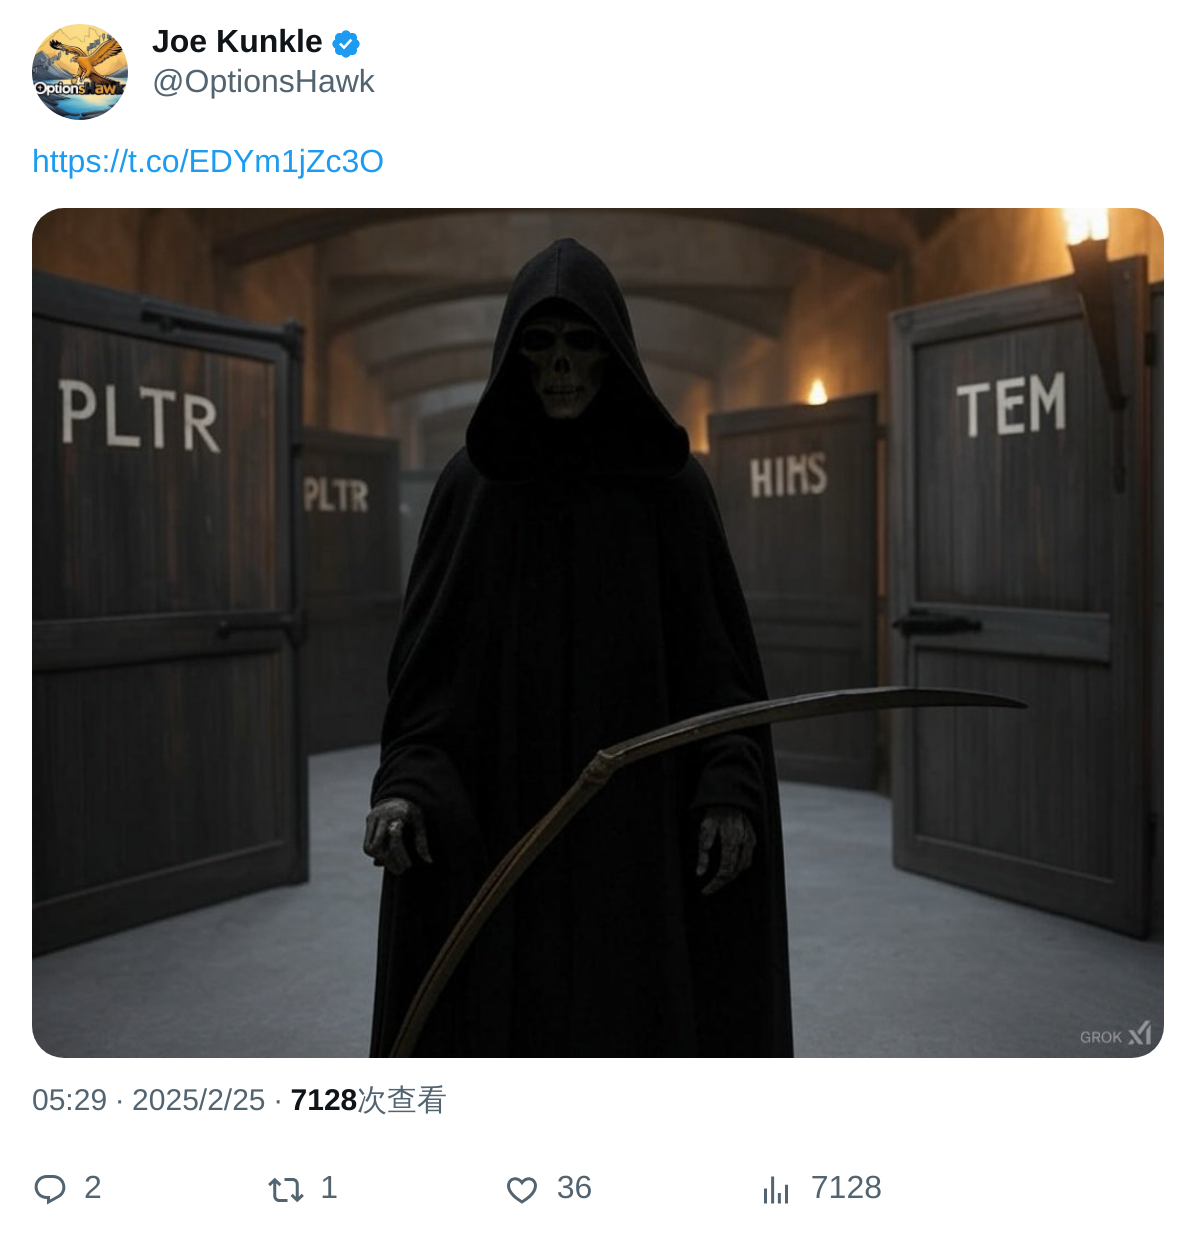 Joe Kunkle
@OptionsHawk
OptionsHawk
https://t.co/EDYm1jZc3O
PLTR
PLTR
HIMS
TEM
GROK
05:29 · 2025/2/25 · 7128次查看
2
1
36
7128